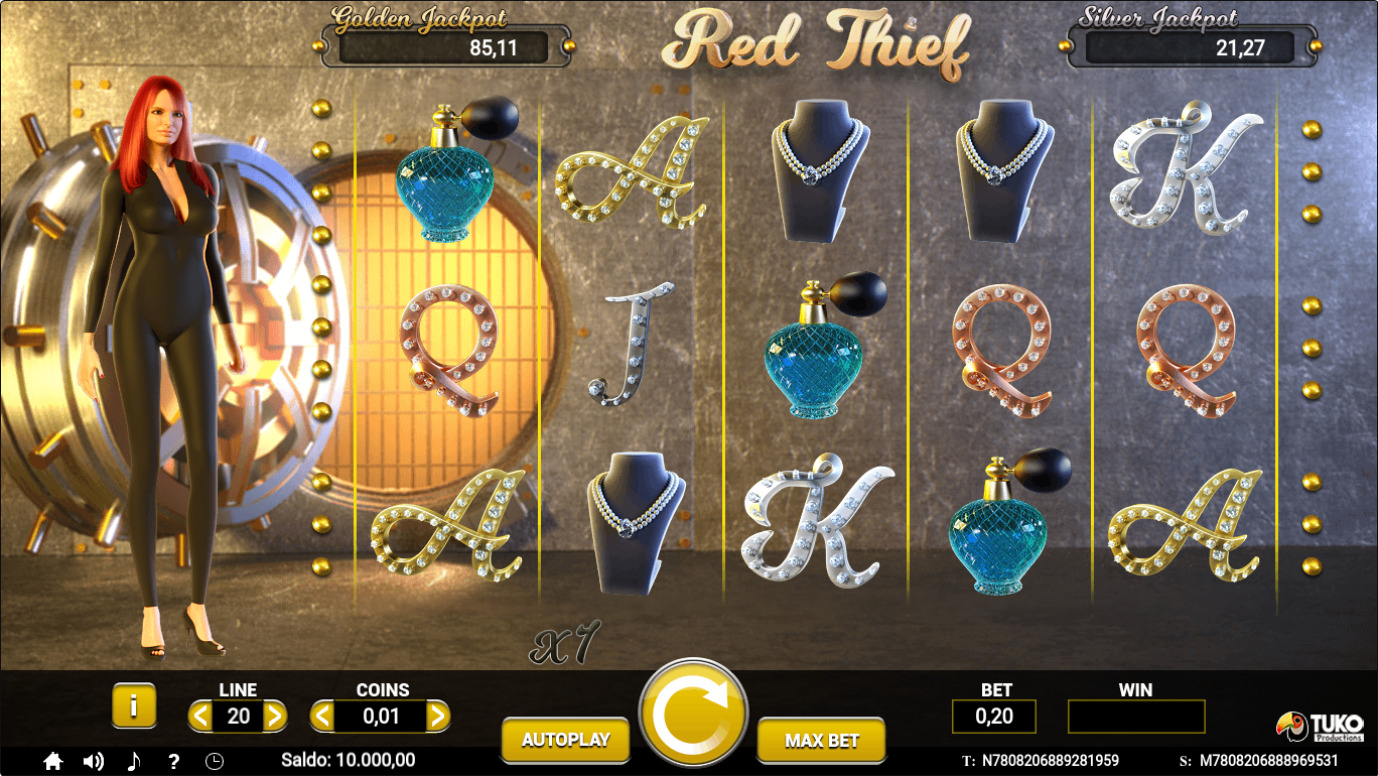 Golden Jackpot
85,11
Red Thief
Silver Jackpot
21,27
A
K
Q
J
Q
Q
A
K
A
x1
i
LINE
20
COINS
0,01
AUTOPLAY
MAX BET
BET
0,20
WIN
TUKO
Productions
?
Saldo: 10.000,00
T: N7808206889281959
S: M7808206888969531